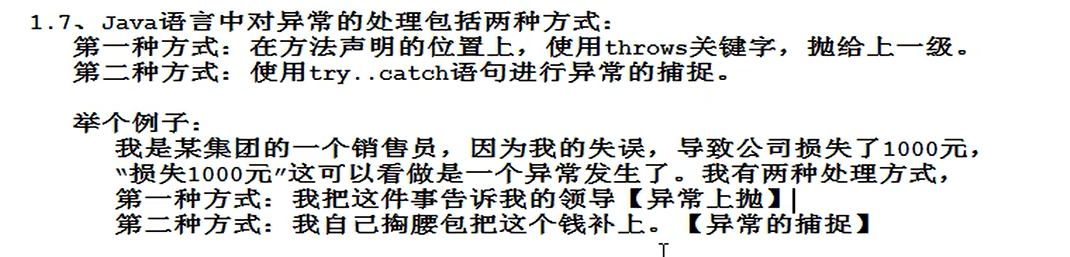 1.7、Java语言中对异常的处理包括两种方式：
第一种方式：在方法声明的位置上，使用throws关键字，抛给上一级。
第二种方式：使用try..catch语句进行异常的捕捉。
举个例子：
我是某集团的一个销售员，因为我的失误，导致公司损失了1000元，
“损失1000元”这可以看做是一个异常发生了。我有两种处理方式，
第一种方式：我把这件事告诉我的领导【异常上抛】
第二种方式：我自己掏腰包把这个钱补上。【异常的捕捉】